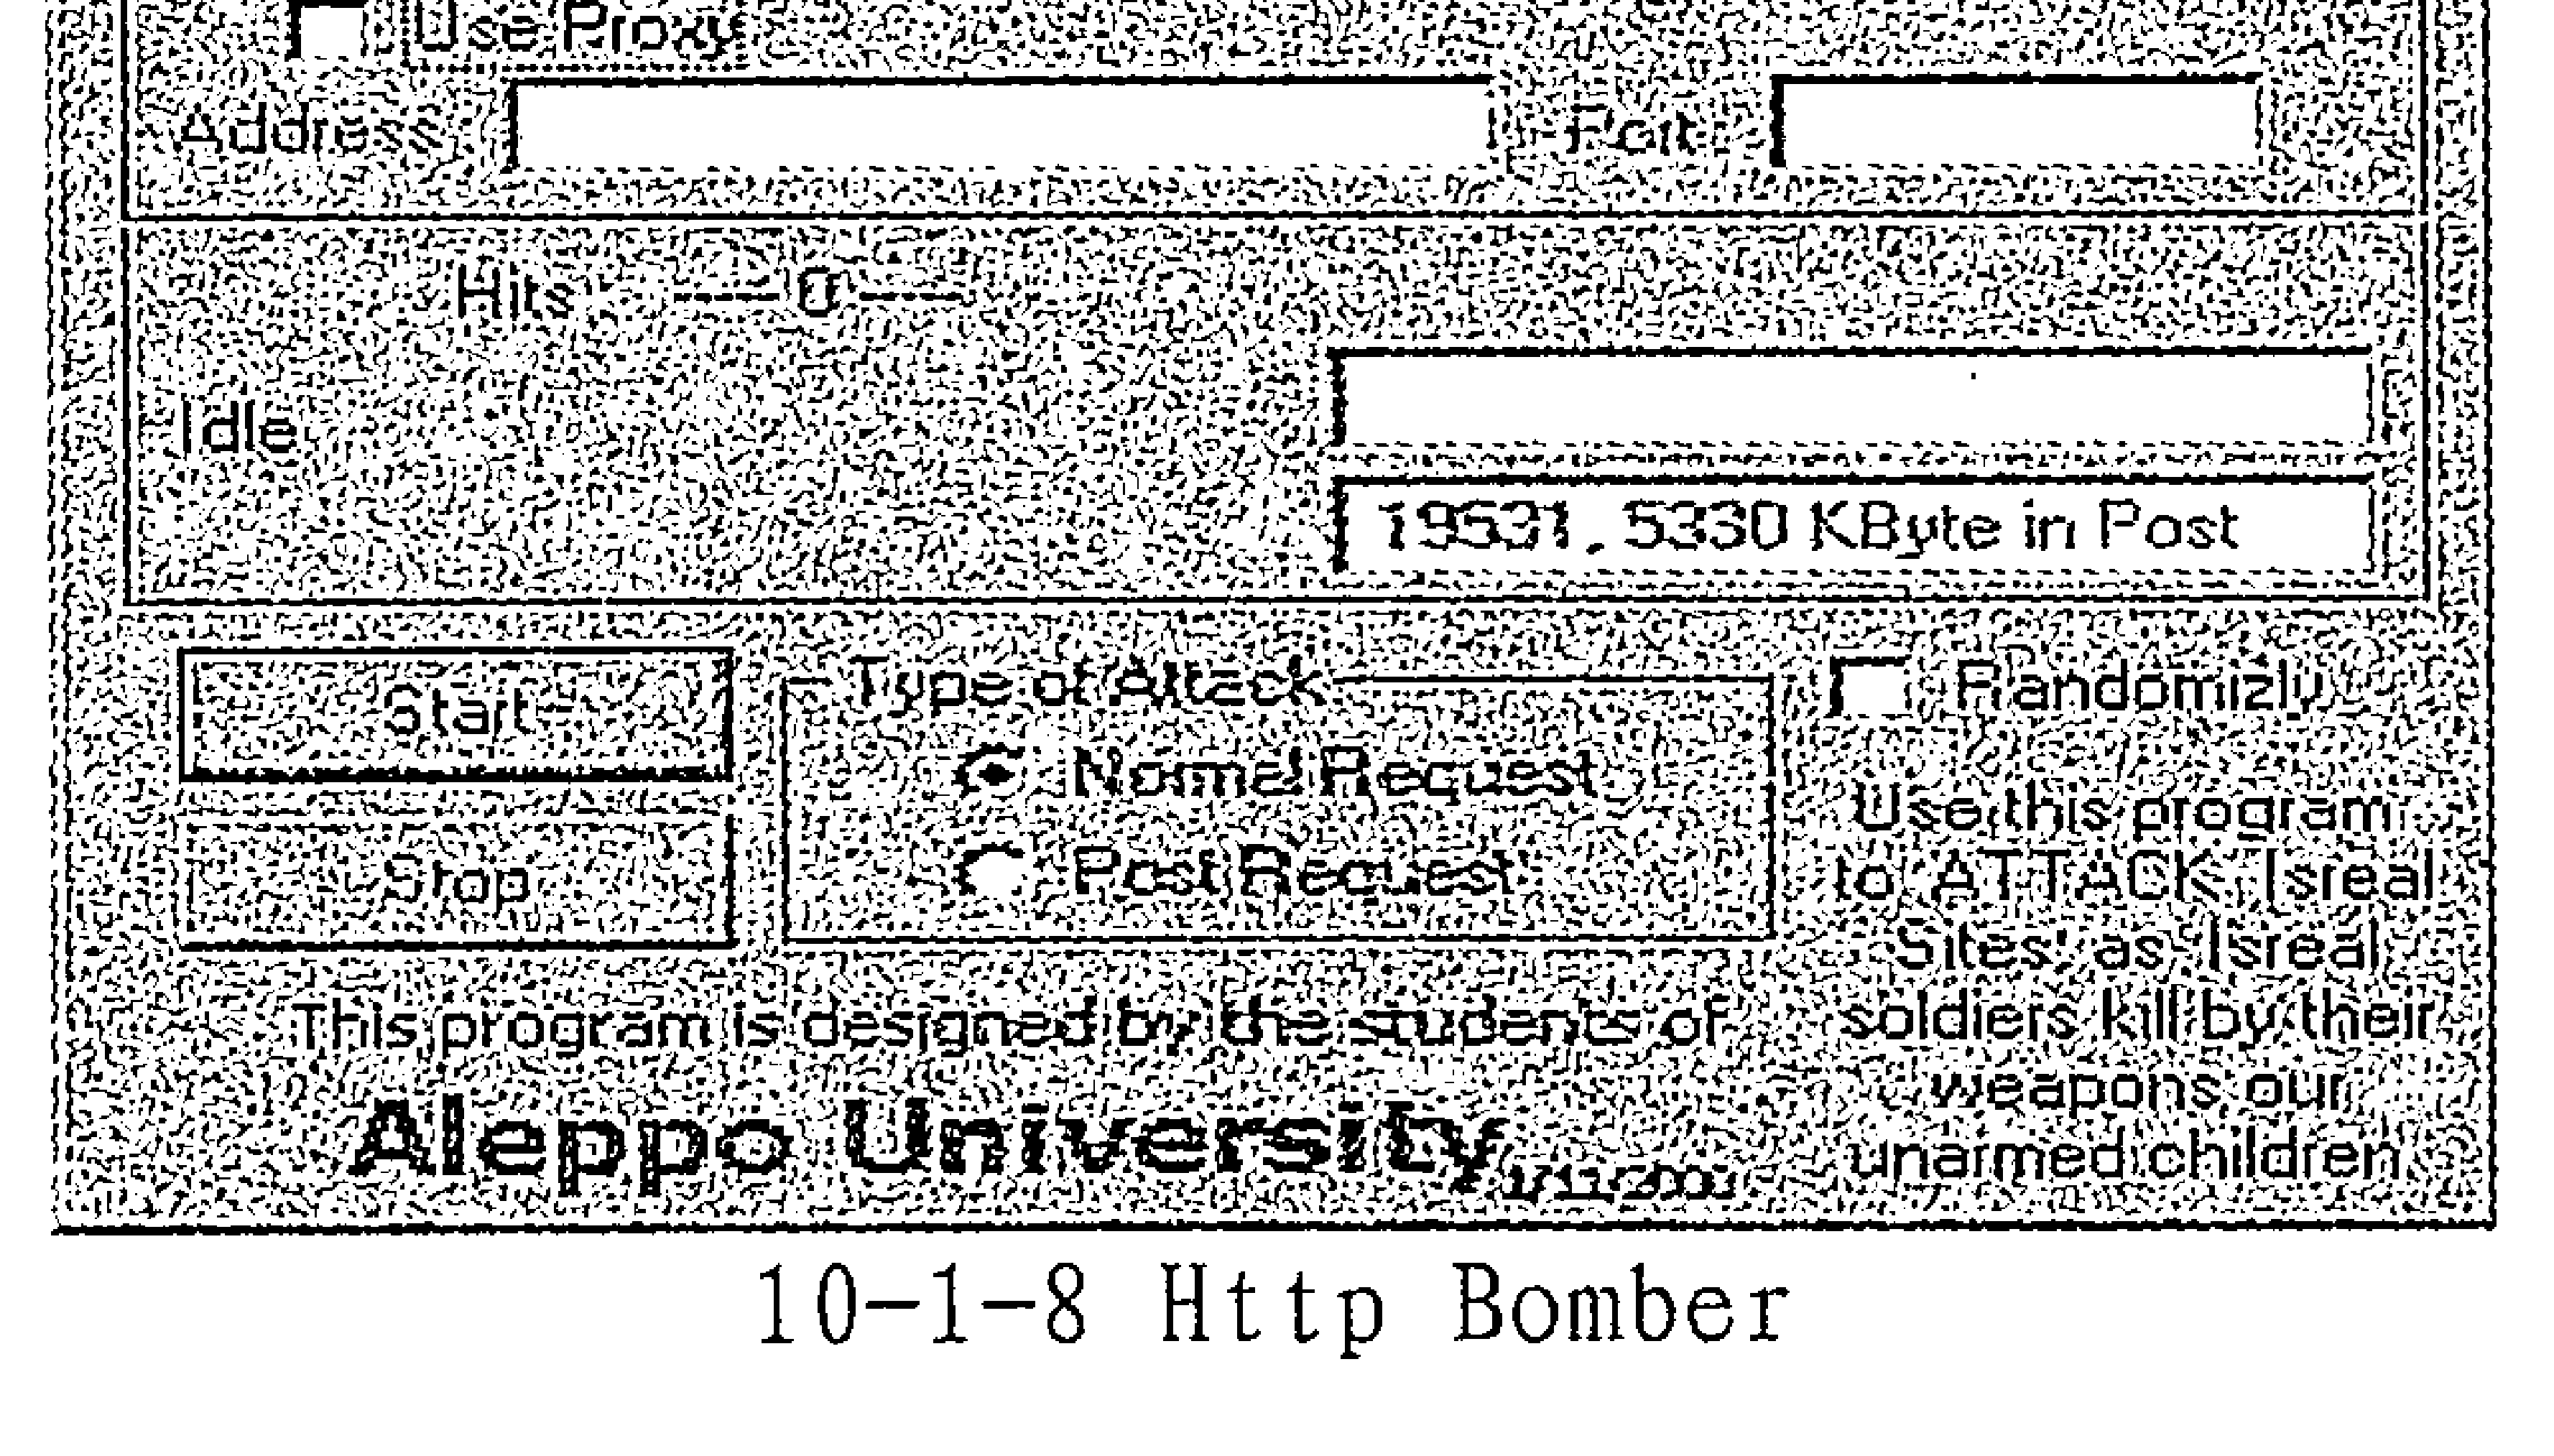 Use Proxy
Address
Port
Hits
0
Idle
19531,5330 KByte in Post
Start
Type of Attack
Randomizly
Normal Request
Stop
Post Request
Use this program
to ATTACK Isreal
Sites, as Isreal
soldiers kill by their
weapons our
unarmed children
This program is designed by the students of
Aleppo University
10-1-8 Http Bomber